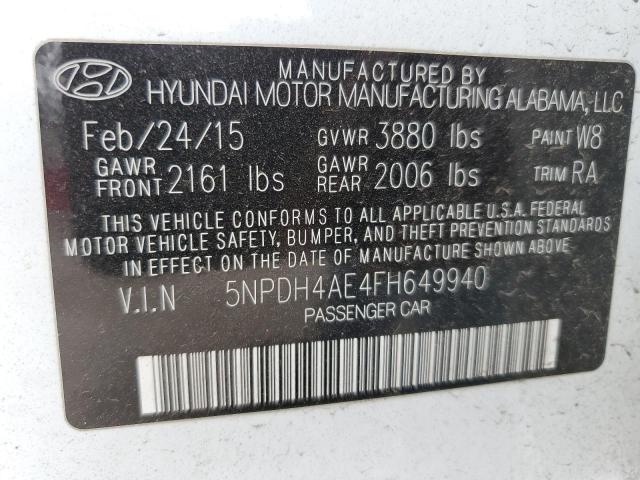 MANUFACTURED BY
HYUNDAI MOTOR MANUFACTURING ALABAMA, LLC
Feb/24/15 GVWR 3880 lbs PAINT W8
GAWR FRONT 2161 lbs GAWR REAR 2006 lbs TRIM RA
THIS VEHICLE CONFORMS TO ALL APPLICABLE U.S.A. FEDERAL
MOTOR VEHICLE SAFETY, BUMPER, AND THEFT PREVENTION STANDARDS
IN EFFECT ON THE DATE OF MANUFACTURE SHOWN ABOVE.
V.I.N 5NPDH4AE4FH649940
PASSENGER CAR